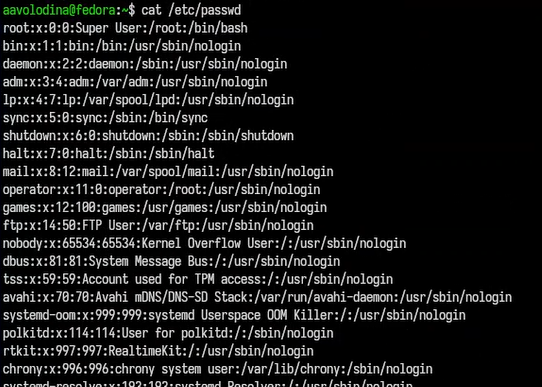 aavolodina@fedora:~$ cat /etc/passwd
root:x:0:0:Super User:/root:/bin/bash
bin:x:1:1:bin:/bin:/usr/sbin/nologin
daemon:x:2:2:daemon:/sbin:/usr/sbin/nologin
adm:x:3:4:adm:/var/adm:/usr/sbin/nologin
lp:x:4:7:lp:/var/spool/lpd:/usr/sbin/nologin
sync:x:5:0:sync:/sbin:/bin/sync
shutdown:x:6:0:shutdown:/sbin:/sbin/shutdown
halt:x:7:0:halt:/sbin:/sbin/halt
mail:x:8:12:mail:/var/spool/mail:/usr/sbin/nologin
operator:x:11:0:operator:/root:/usr/sbin/nologin
games:x:12:100:games:/usr/games:/usr/sbin/nologin
ftp:x:14:50:FTP User:/var/ftp:/usr/sbin/nologin
nobody:x:65534:65534:Kernel Overflow User:/:/usr/sbin/nologin
dbus:x:81:81:System Message Bus:/:/usr/sbin/nologin
tss:x:59:59:Account used for TPM access:/:/usr/sbin/nologin
avahi:x:70:70:Avahi mDNS/DNS-SD Stack:/var/run/avahi-daemon:/usr/sbin/nologin
systemd-oom:x:999:999:systemd Userspace OOM Killer:/:/usr/sbin/nologin
polkitd:x:114:114:User for polkitd:/:/sbin/nologin
rtkit:x:997:997:RealtimeKit:/:/usr/sbin/nologin
chrony:x:996:996:chrony system user:/var/lib/chrony:/sbin/nologin
systemd-resolve:x:193:193:systemd Resolver:/:/usr/sbin/nologin